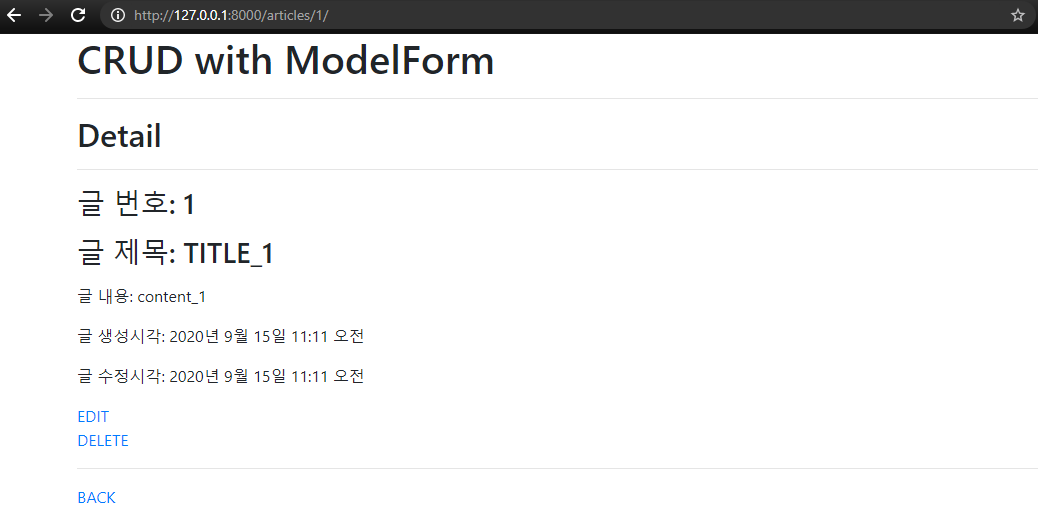 http://127.0.0.1:8000/articles/1/
CRUD with ModelForm
Detail
글 번호: 1
글 제목: TITLE_1
글 내용: content_1
글 생성시각: 2020년 9월 15일 11:11 오전
글 수정시각: 2020년 9월 15일 11:11 오전
EDIT
DELETE
BACK